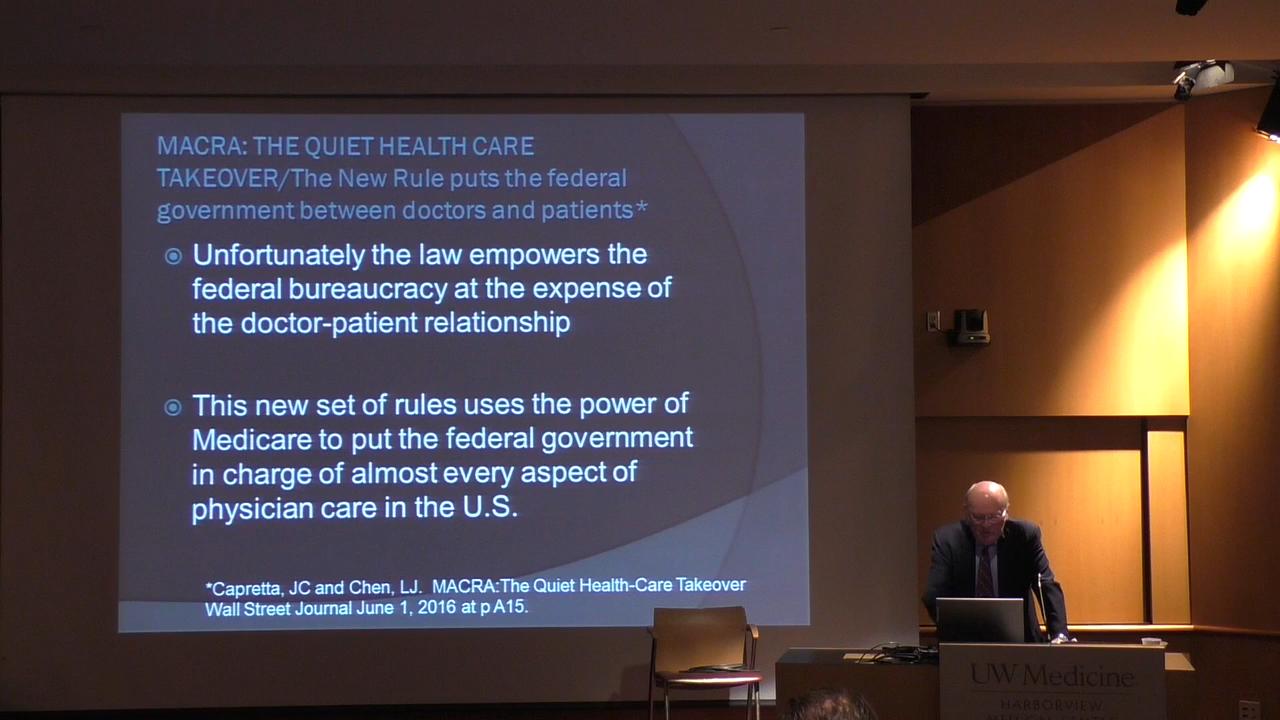 MACRA: THE QUIET HEALTH CARE
TAKEOVER/The New Rule puts the federal
government between doctors and patients*
Unfortunately the law empowers the
federal bureaucracy at the expense of
the doctor-patient relationship
This new set of rules uses the power of
Medicare to put the federal government
in charge of almost every aspect of
physician care in the U.S.
*Capretta, JC and Chen, LJ. MACRA:The Quiet Health-Care Takeover
Wall Street Journal June 1, 2016 at p A15.
UW Medicine
HARBORVIEW